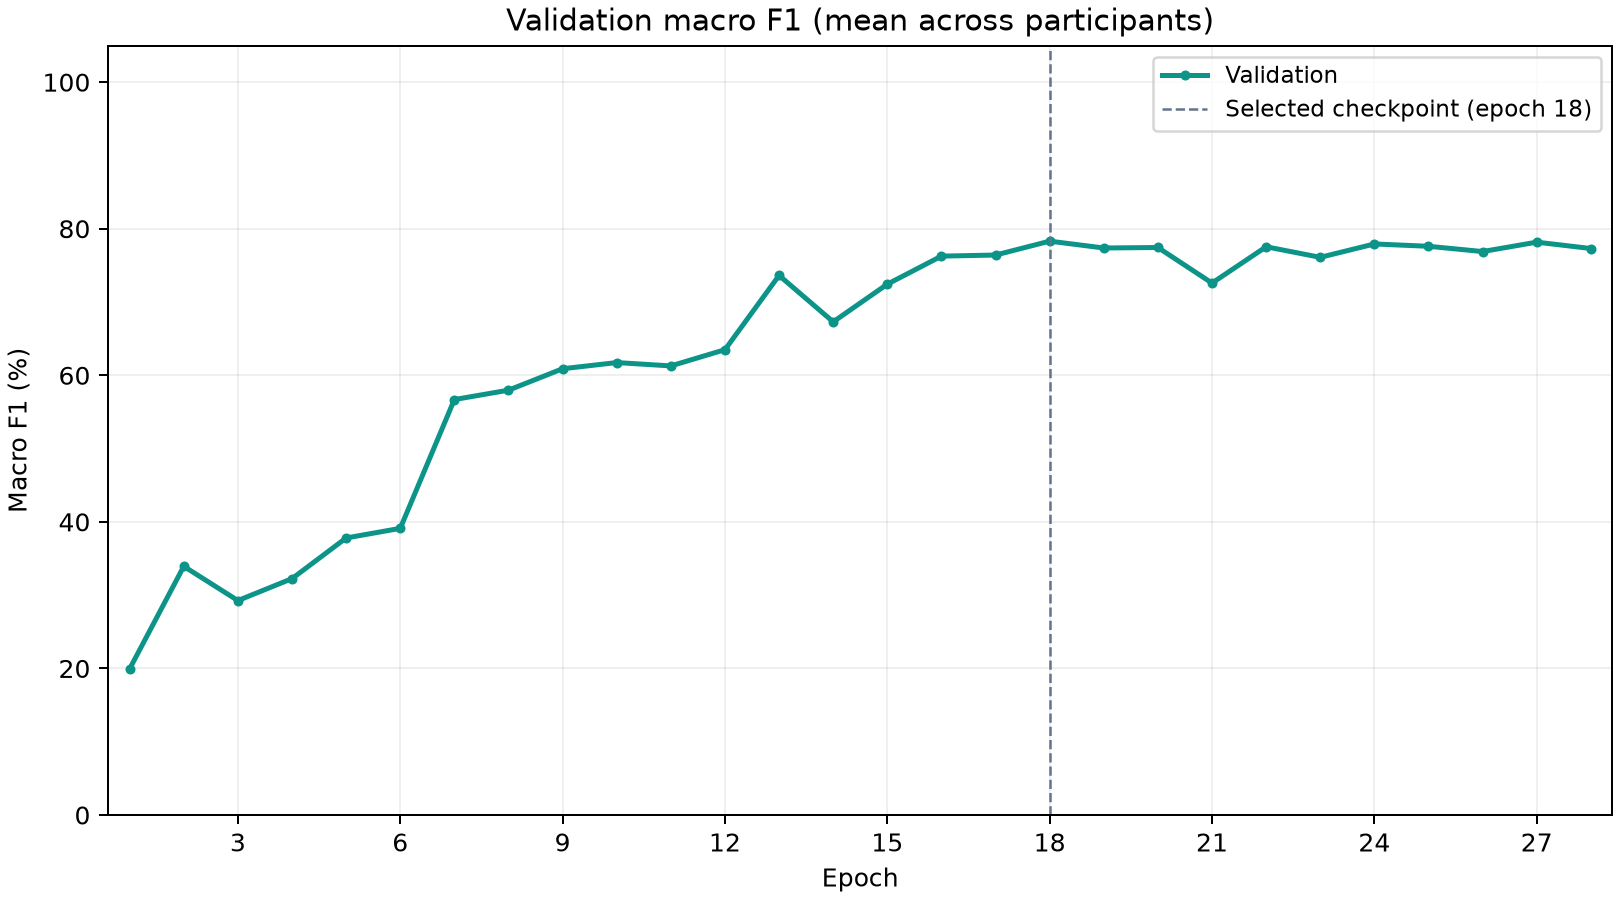 Validation macro F1 (mean across participants)
Validation
Selected checkpoint (epoch 18)
Macro F1 (%)
100
80
60
40
20
0
3 6 9 12 15 18 21 24 27
Epoch